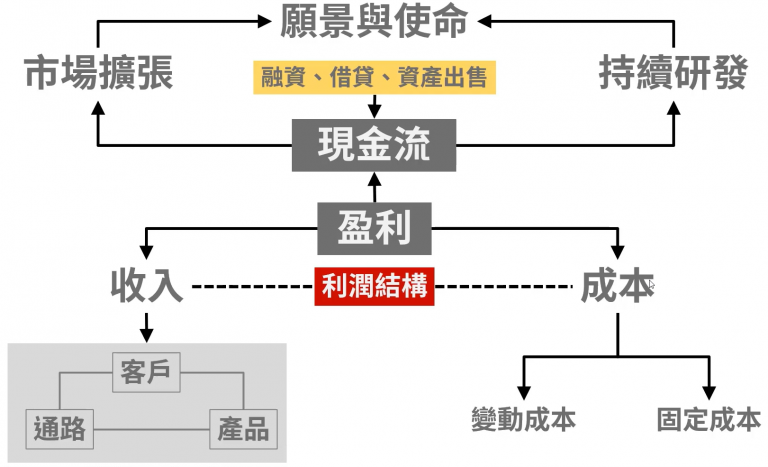 願景與使命
市場擴張
融資、借貸、資產出售
持續研發
現金流
盈利
收入
利潤結構
成本
客戶
通路
產品
變動成本
固定成本